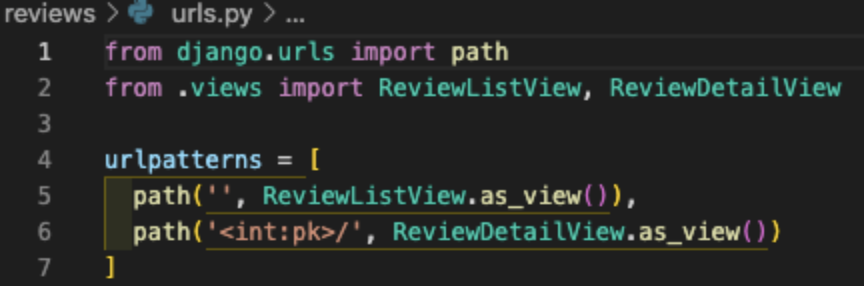 reviews > urls.py > ...
1 from django.urls import path
2 from .views import ReviewListView, ReviewDetailView
3
4 urlpatterns = [
5   path('', ReviewListView.as_view()),
6   path('<int:pk>/', ReviewDetailView.as_view())
7 ]